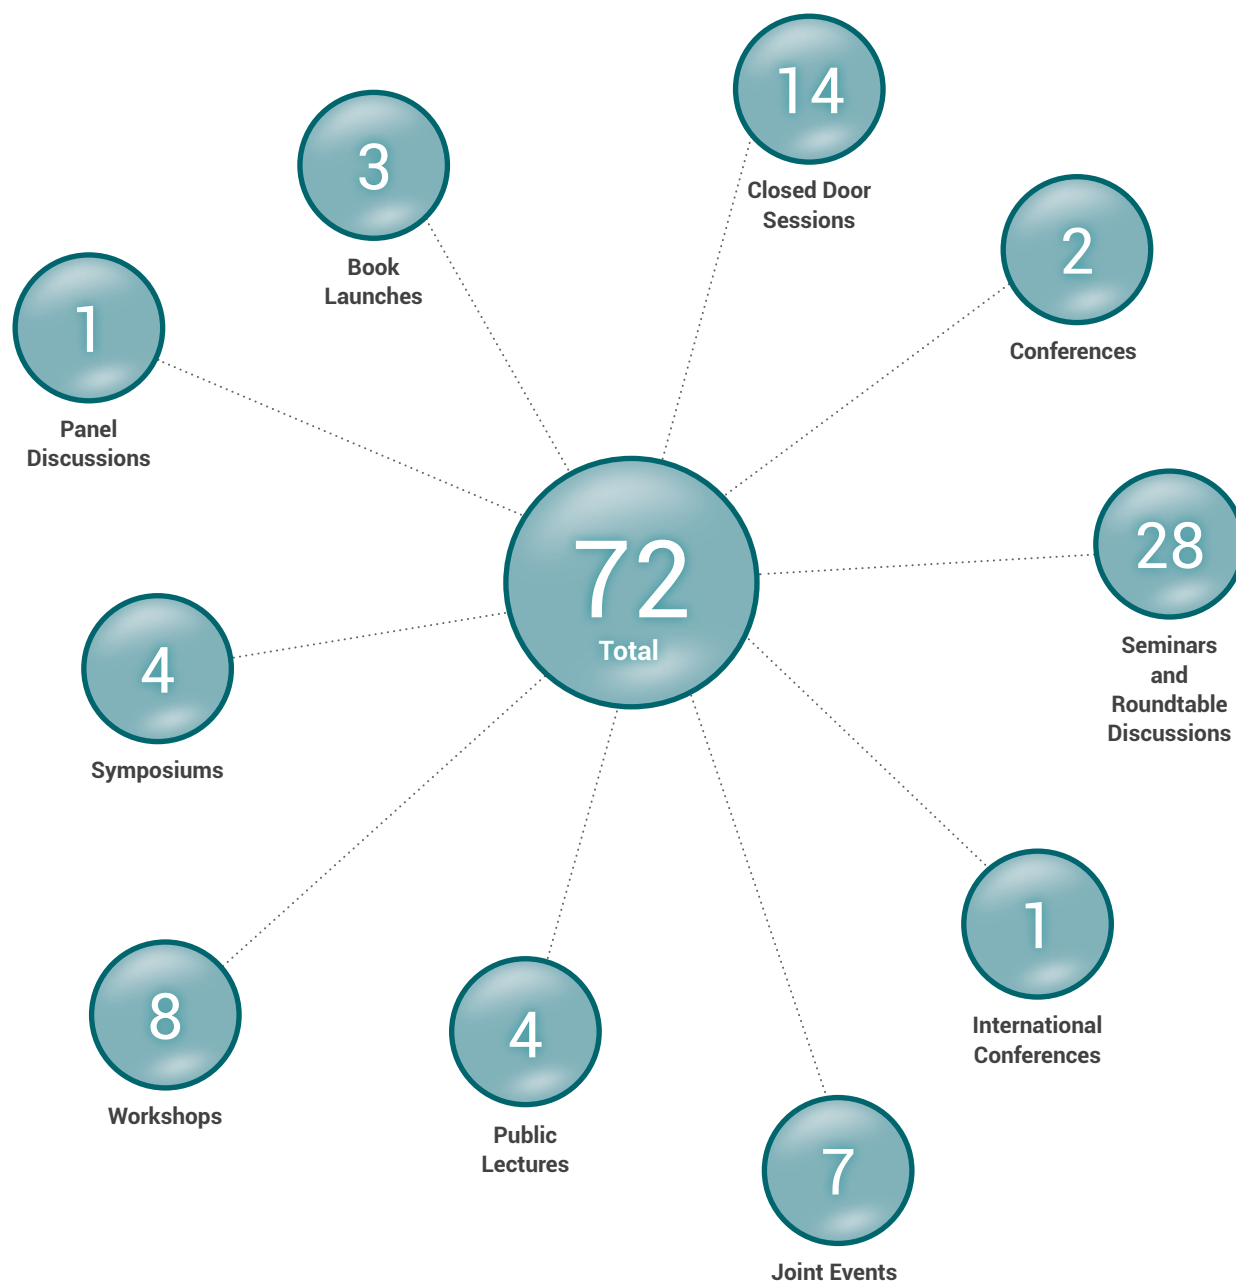 14
Closed Door
Sessions
3
Book
Launches
2
Conferences
1
Panel
Discussions
72
Total
28
Seminars
and
Roundtable
Discussions
4
Symposiums
1
International
Conferences
8
Workshops
4
Public
Lectures
7
Joint Events